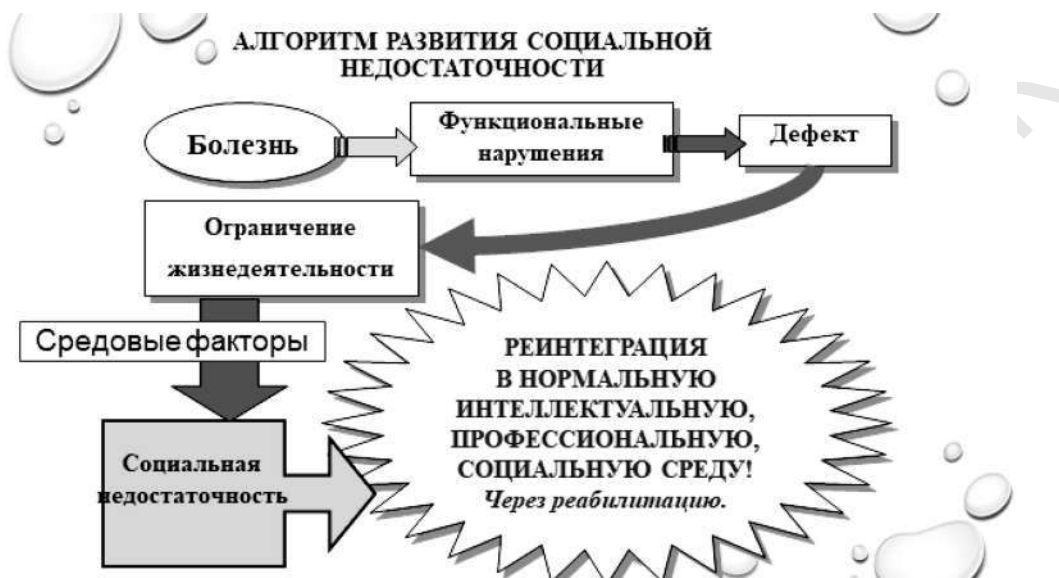 АЛГОРИТМ РАЗВИТИЯ СОЦИАЛЬНОЙ
НЕДОСТАТОЧНОСТИ
Болезнь
Функциональные
нарушения
Дефект
Ограничение
жизнедеятельности
Средовые факторы
Социальная
недостаточность
РЕИНТЕГРАЦИЯ
В НОРМАЛЬНУЮ
ИНТЕЛЛЕКТУАЛЬНУЮ,
ПРОФЕССИОНАЛЬНУЮ,
СОЦИАЛЬНУЮ СРЕДУ!
Через реабилитацию.